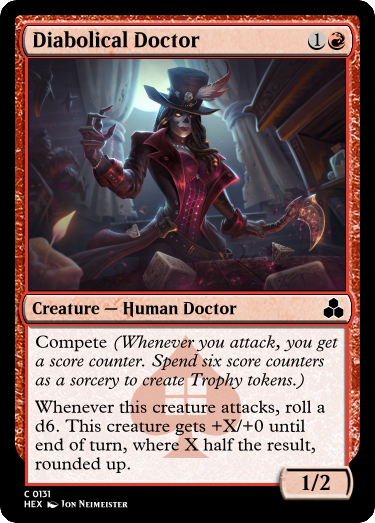 Diabolical Doctor 1
Creature — Human Doctor
Compete (Whenever you attack, you get
a score counter. Spend six score counters
as a sorcery to create Trophy tokens.)
Whenever this creature attacks, roll a
d6. This creature gets +X/+0 until
end of turn, where X half the result,
rounded up.
1/2
C 0131
HEX Jon Neimeister